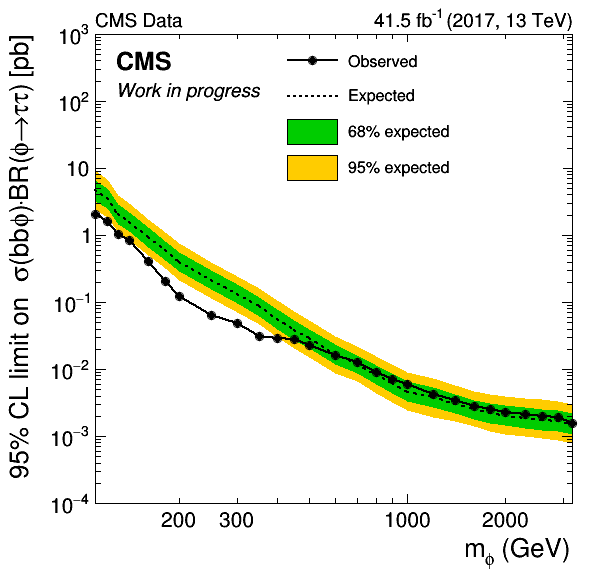 CMS Data 41.5 fb⁻¹ (2017, 13 TeV)
CMS
Work in progress
Observed
Expected
68% expected
95% expected
95% CL limit on σ(bbϕ)·BR(ϕ→ττ) [pb]
10³
10²
10
1
10⁻¹
10⁻²
10⁻³
10⁻⁴
200 300 1000 2000
m_ϕ (GeV)